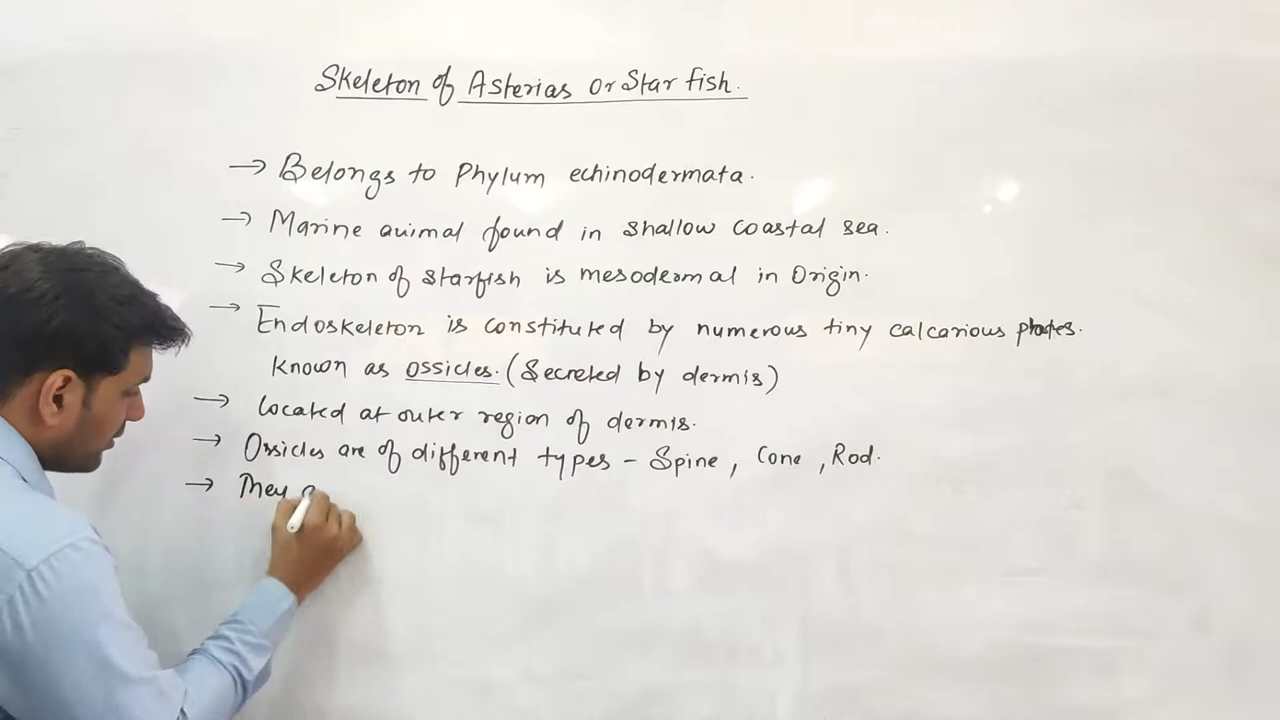 Skeleton of Asterias Or Star fish.
→ Belongs to Phylum echinodermata.
→ Marine animal found in shallow coastal sea.
→ Skeleton of starfish is mesodermal in Origin.
→ Endoskeleton is constituted by numerous tiny calcarious plates.
known as ossicles. (Secreted by dermis)
→ Located at outer region of dermis.
→ Ossicles are of different types - Spine, Cone, Rod.
→ They